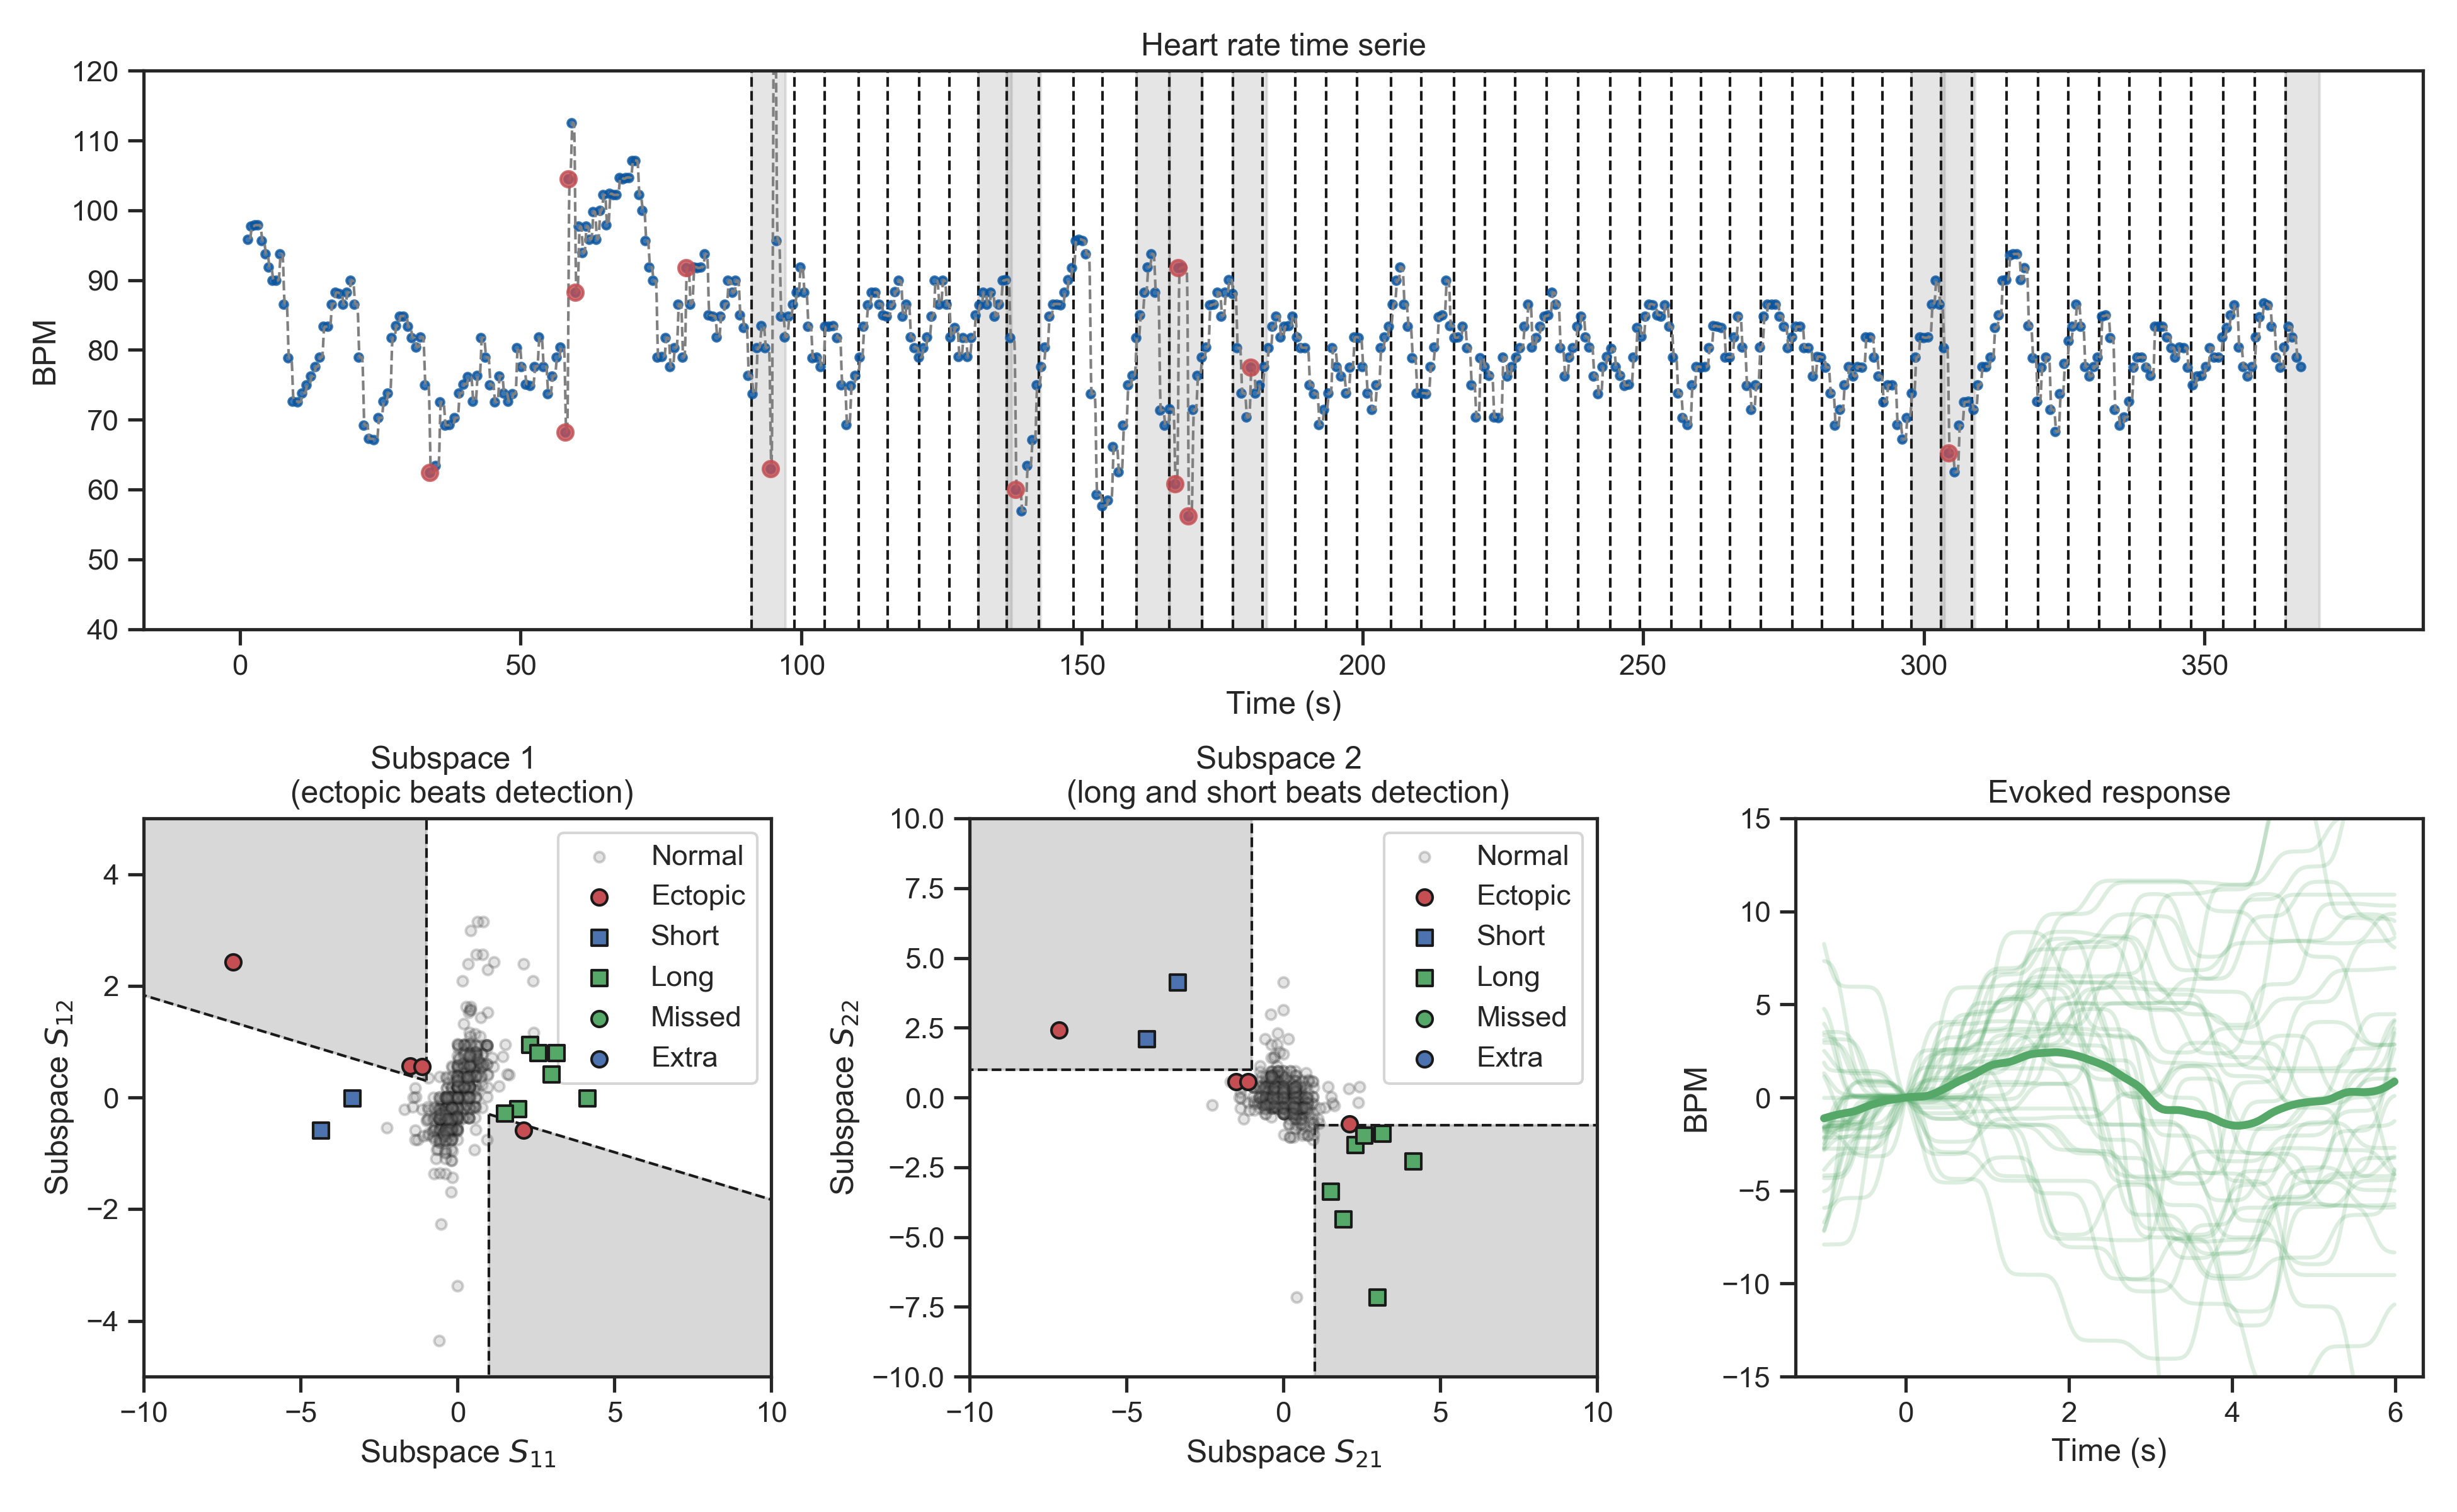 Heart rate time serie
120
110
100
90
80
70
60
50
40
BPM
0 50 100 150 200 250 300 350
Time (s)
Subspace 1
(ectopic beats detection)
4
2
0
−2
−4
Subspace S12
Normal
Ectopic
Short
Long
Missed
Extra
−10 −5 0 5 10
Subspace S11
Subspace 2
(long and short beats detection)
10.0
7.5
5.0
2.5
0.0
−2.5
−5.0
−7.5
−10.0
Subspace S22
Normal
Ectopic
Short
Long
Missed
Extra
−10 −5 0 5 10
Subspace S21
Evoked response
15
10
5
0
−5
−10
−15
BPM
0 2 4 6
Time (s)